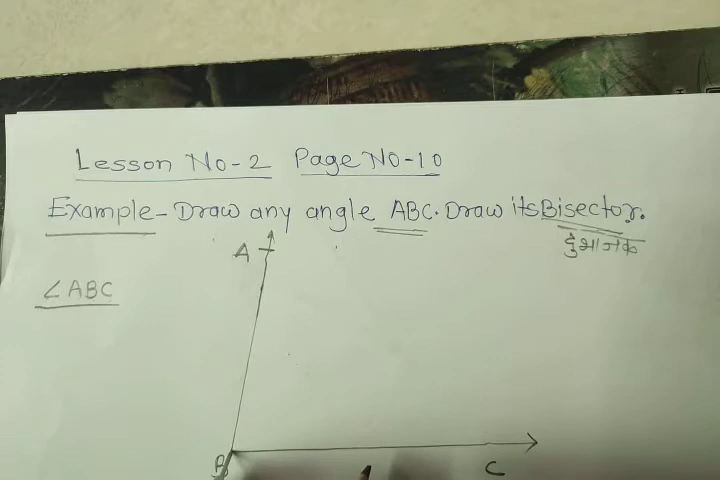 Lesson No-2 Page No-10
Example- Draw any angle ABC. Draw its Bisector.
दुभाजक
A
∠ABC
B
C